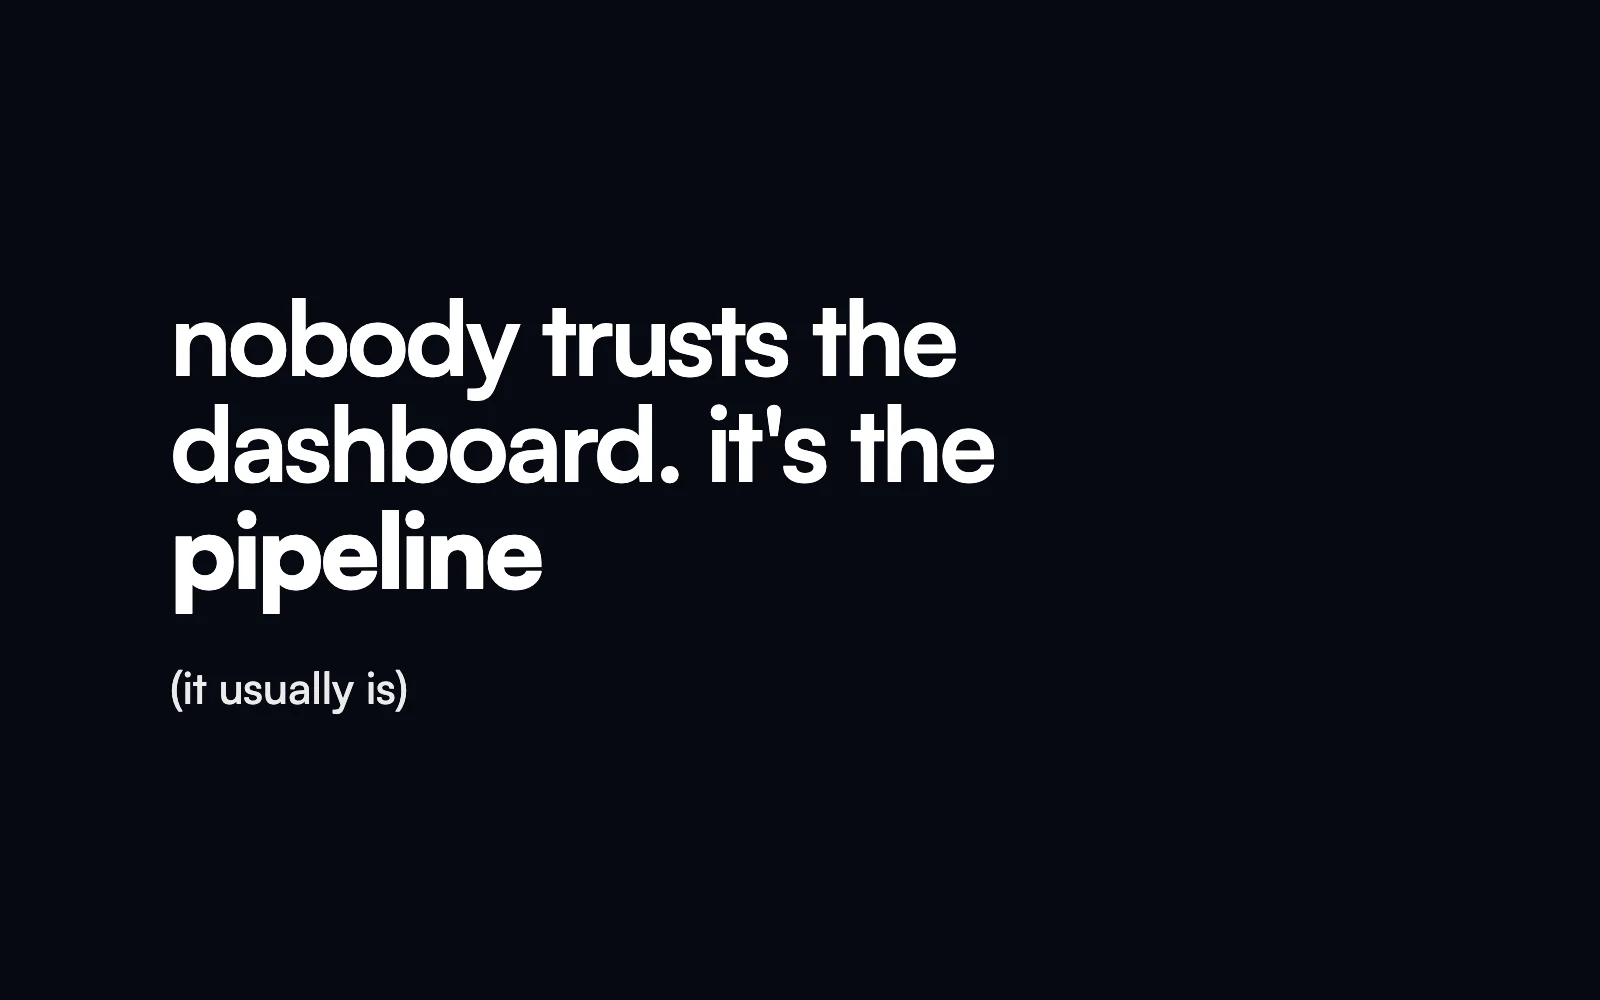 nobody trusts the
dashboard. it's the
pipeline
(it usually is)